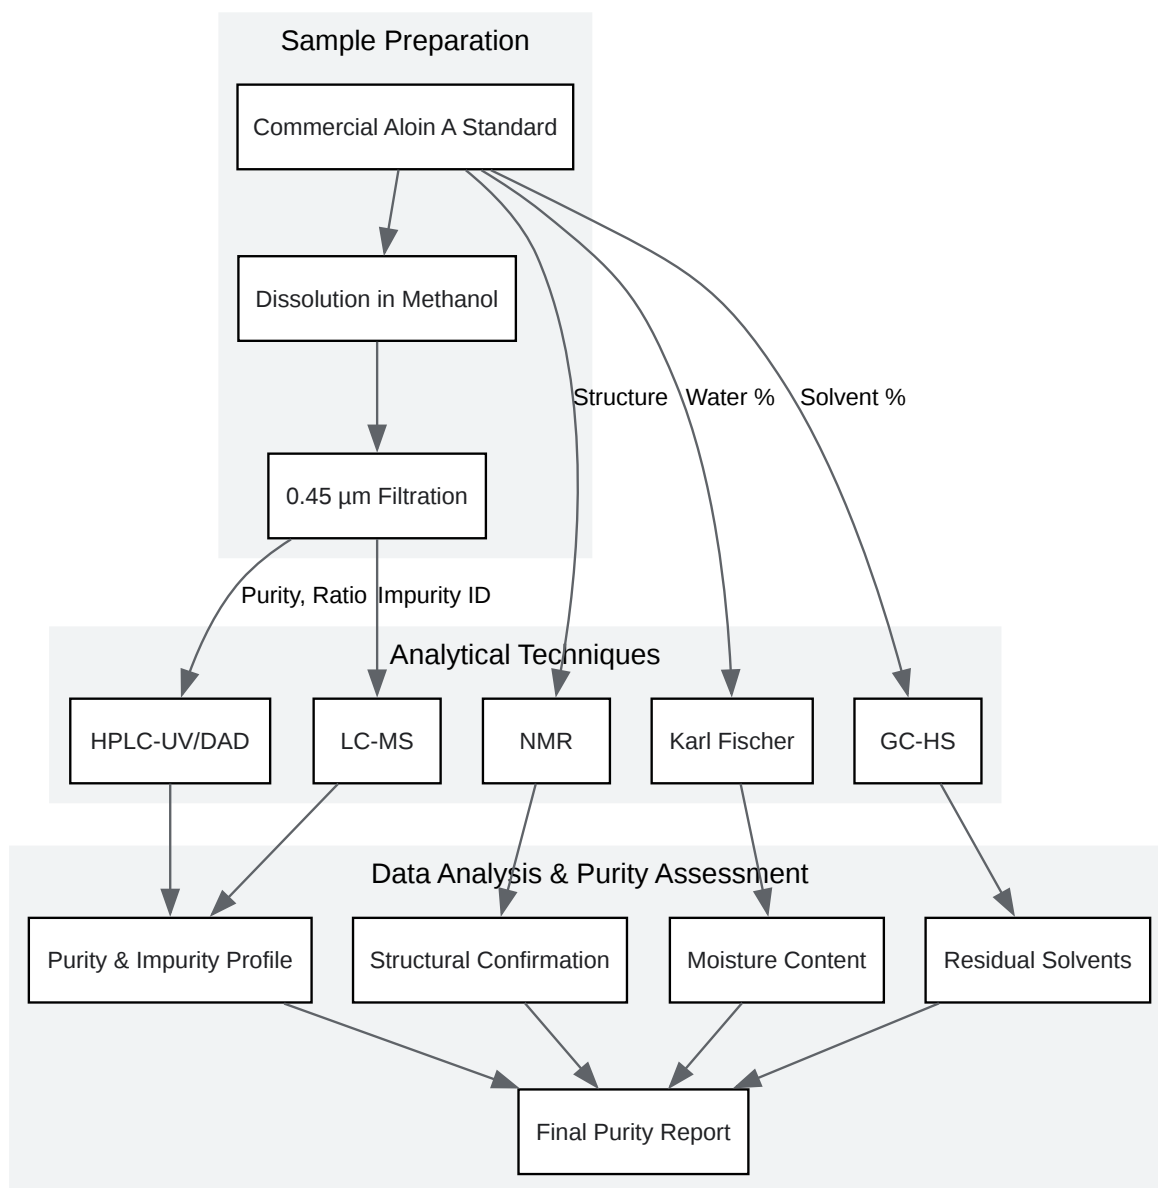 Sample Preparation
Commercial Aloin A Standard
Dissolution in Methanol
Structure
Water %
Solvent %
0.45 µm Filtration
Purity, Ratio
Impurity ID
Analytical Techniques
HPLC-UV/DAD
LC-MS
NMR
Karl Fischer
GC-HS
Data Analysis & Purity Assessment
Purity & Impurity Profile
Structural Confirmation
Moisture Content
Residual Solvents
Final Purity Report